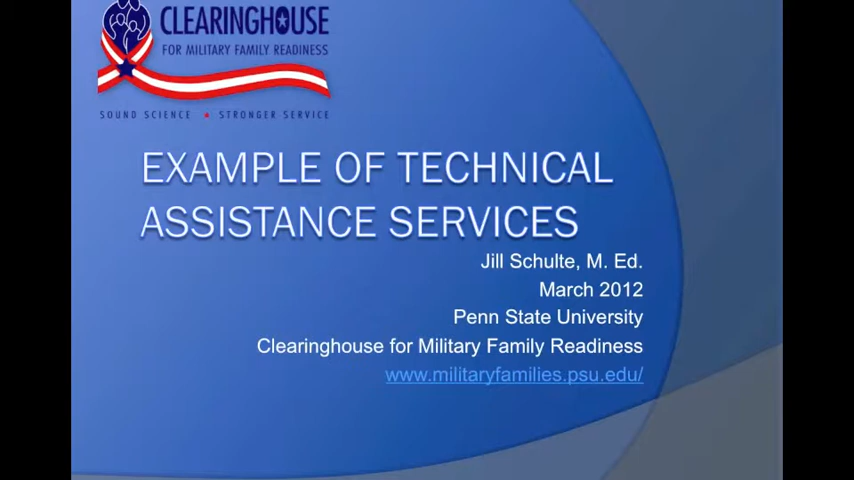 CLEARINGHOUSE
FOR MILITARY FAMILY READINESS
SOUND SCIENCE ★ STRONGER SERVICE
EXAMPLE OF TECHNICAL
ASSISTANCE SERVICES
Jill Schulte, M. Ed.
March 2012
Penn State University
Clearinghouse for Military Family Readiness
www.militaryfamilies.psu.edu/